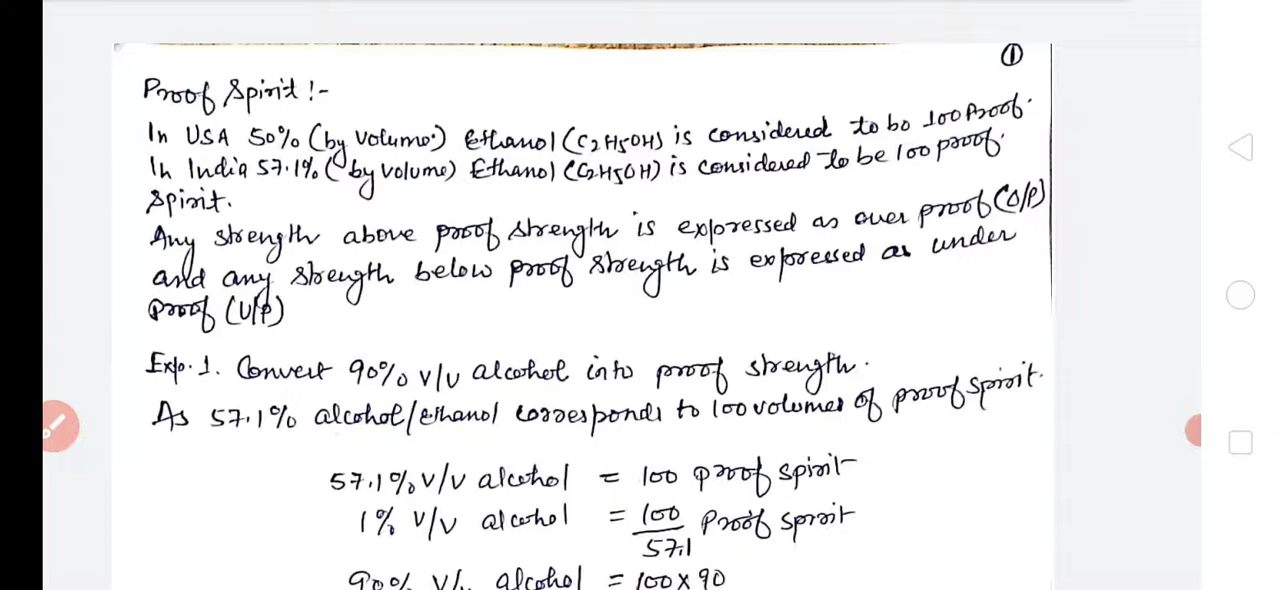 ①
Proof Spirit :-
In USA 50% (by volume) Ethanol (C2H5OH) is considered to be 100 Proof.
In India 57.1% (by volume) Ethanol (C2H5OH) is considered to be 100 proof.
Spirit.
Any strength above proof strength is expressed as over proof (O/P)
and any strength below proof strength is expressed as under
Proof (U/P)
Exp. 1. Convert 90% v/v alcohol into proof strength.
As 57.1% alcohol/ethanol corresponds to 100 volumes of proof spirit.
57.1% v/v alcohol = 100 proof spirit
1% v/v alcohol = 100/57.1 Proof spirit
90% v/v alcohol = 100 x 90